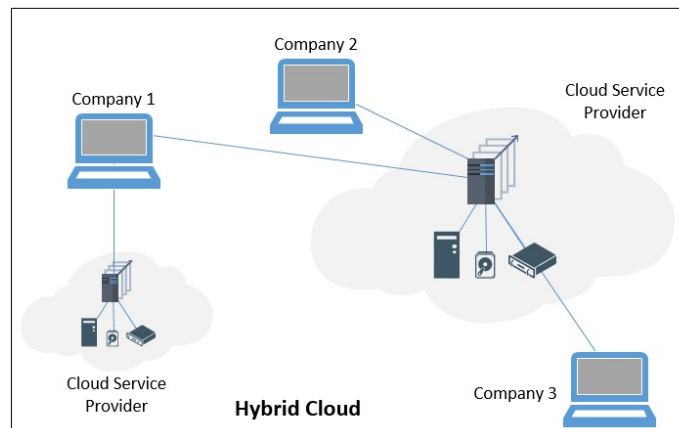 Company 2
Cloud Service
Provider
Company 1
Cloud Service
Provider
Company 3
Hybrid Cloud